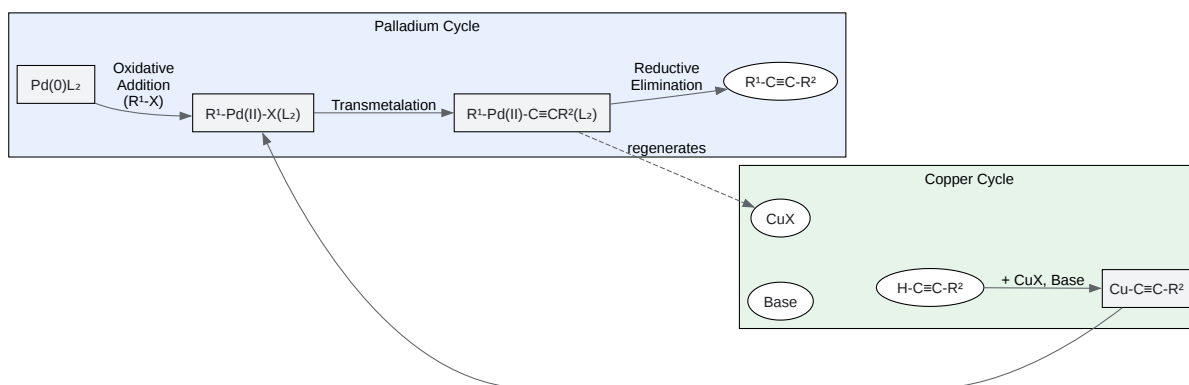 Palladium Cycle
Pd(0)L₂
Oxidative
Addition
(R¹-X)
R¹-Pd(II)-X(L₂)
Transmetalation
R¹-Pd(II)-C≡CR²(L₂)
Reductive
Elimination
R¹-C≡C-R²
regenerates
Copper Cycle
CuX
Base
H-C≡C-R²
+ CuX, Base
Cu-C≡C-R²